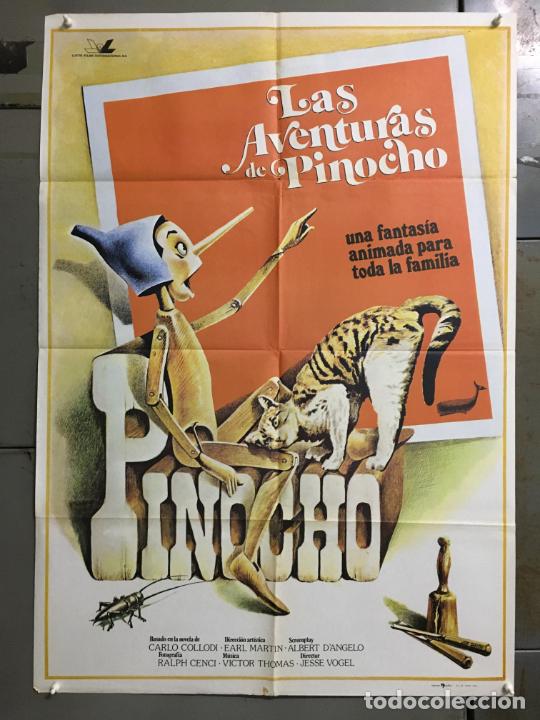 Las
Aventuras
de Pinocho
una fantasía
animada para
toda la familia
PINOCHO
Basado en la novela de Dirección artística Screenplay
CARLO COLLODI · EARL MARTIN · ALBERT D'ANGELO
Fotografía Música Director
RALPH CENCI · VICTOR THOMAS · JESSE VOGEL
todocoleccion.net